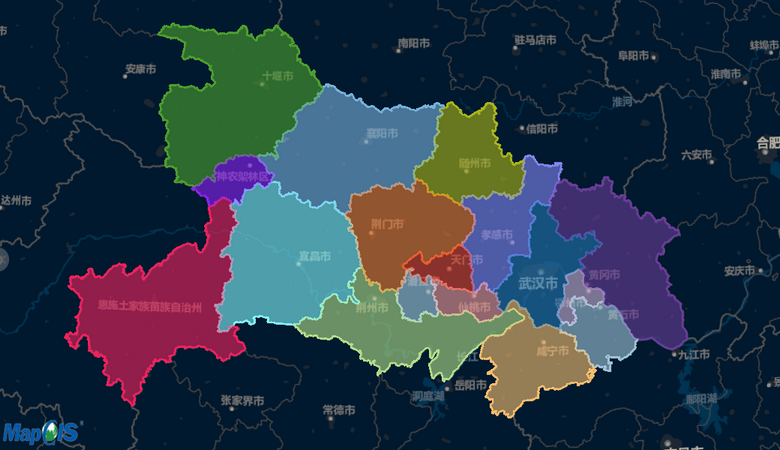 南阳市
驻马店市
阜阳市
蚌埠市
安康市
十堰市
淮南市
淮河
襄阳市
信阳市
合肥
六安市
随州市
神农架林区
达州市
荆门市
孝感市
宜昌市
天门市
安庆市
黄冈市
武汉市
潜江市
恩施土家族苗族自治州
荆州市
仙桃市
鄂州市
黄石市
咸宁市
长江
九江市
岳阳市
张家界市
洞庭湖
鄱阳湖
常德市
MapGIS